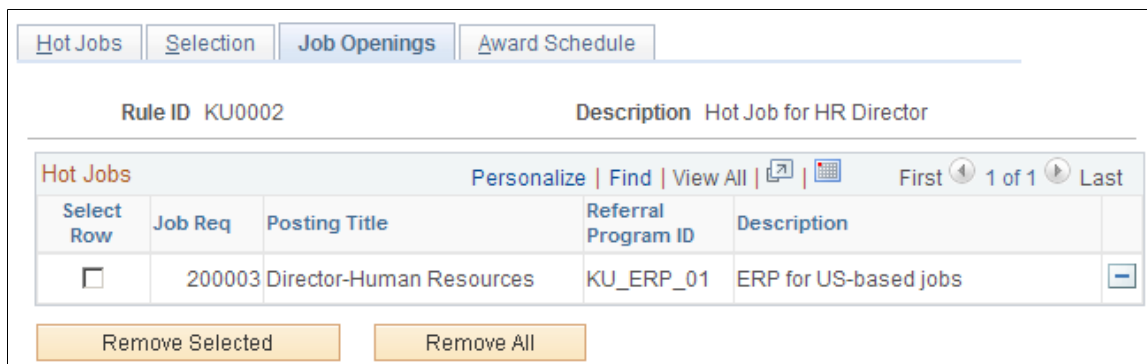 Hot Jobs Selection Job Openings Award Schedule
Rule ID KU0002 Description Hot Job for HR Director
Hot Jobs Personalize | Find | View All | | First 1 of 1 Last
Select Row Job Req Posting Title Referral Program ID Description
200003 Director-Human Resources KU_ERP_01 ERP for US-based jobs
Remove Selected Remove All